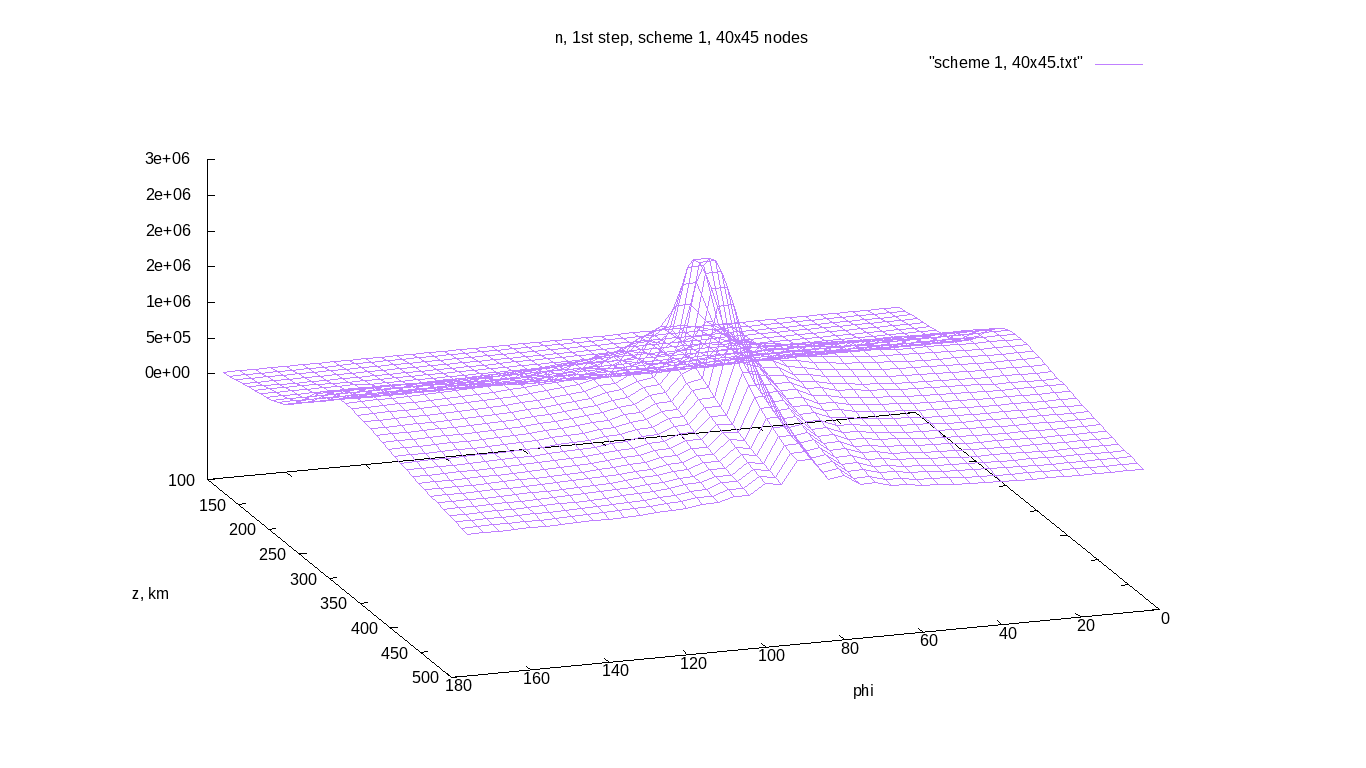 n, 1st step, scheme 1, 40x45 nodes
"scheme 1, 40x45.txt"
3e+06
2e+06
2e+06
2e+06
1e+06
5e+05
0e+00
100
150
200
250
300
350
400
450
500
z, km
180
160
140
120
100
80
60
40
20
0
phi